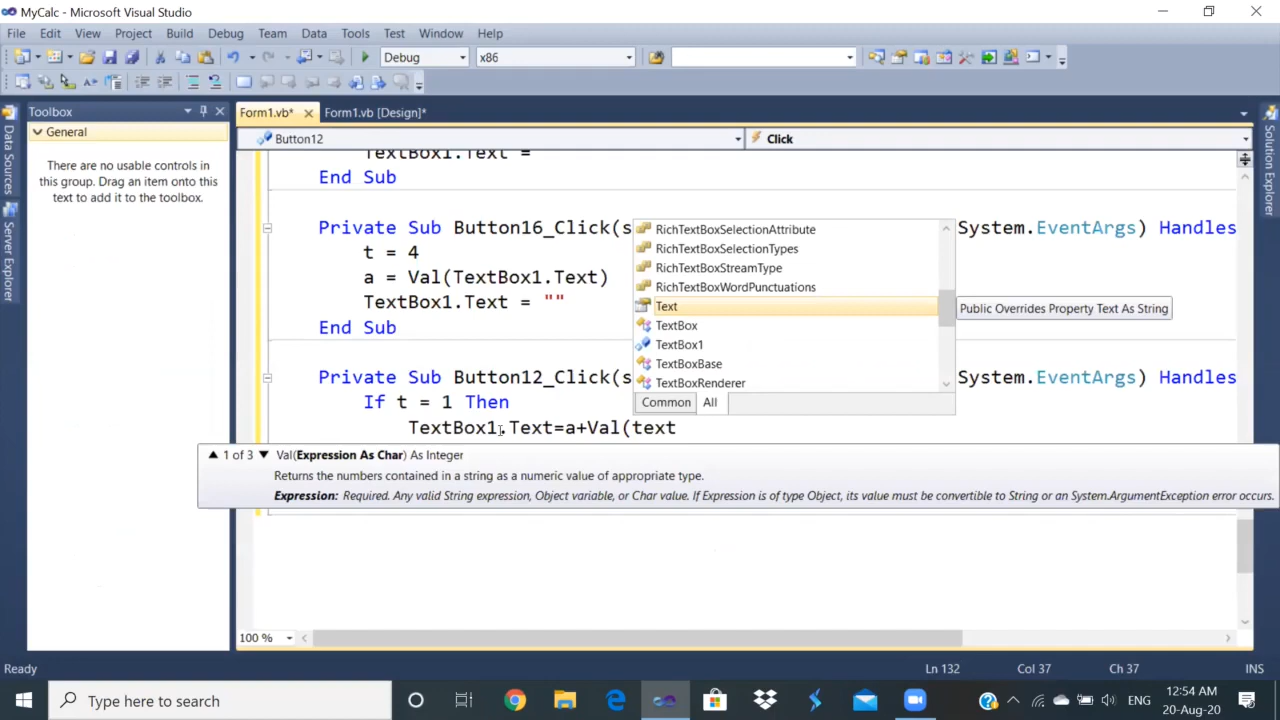 MyCalc - Microsoft Visual Studio
File Edit View Project Build Debug Team Data Tools Test Window Help
Debug x86
Toolbox
General
There are no usable controls in
this group. Drag an item onto this
text to add it to the toolbox.
Data Sources
Server Explorer
Solution Explorer
Form1.vb* Form1.vb [Design]*
Button12 Click
TextBox1.Text =
End Sub
Private Sub Button16_Click(s System.EventArgs) Handles
t = 4
a = Val(TextBox1.Text)
TextBox1.Text = ""
End Sub
Private Sub Button12_Click(s System.EventArgs) Handles
If t = 1 Then
TextBox1.Text=a+Val(text
RichTextBoxSelectionAttribute
RichTextBoxSelectionTypes
RichTextBoxStreamType
RichTextBoxWordPunctuations
Text
TextBox
TextBox1
TextBoxBase
TextBoxRenderer
Common All
Public Overrides Property Text As String
1 of 3 Val(Expression As Char) As Integer
Returns the numbers contained in a string as a numeric value of appropriate type.
Expression: Required. Any valid String expression, Object variable, or Char value. If Expression is of type Object, its value must be convertible to String or an System.ArgumentException error occurs.
100 %
Ready Ln 132 Col 37 Ch 37 INS
Type here to search
ENG
12:54 AM
20-Aug-20